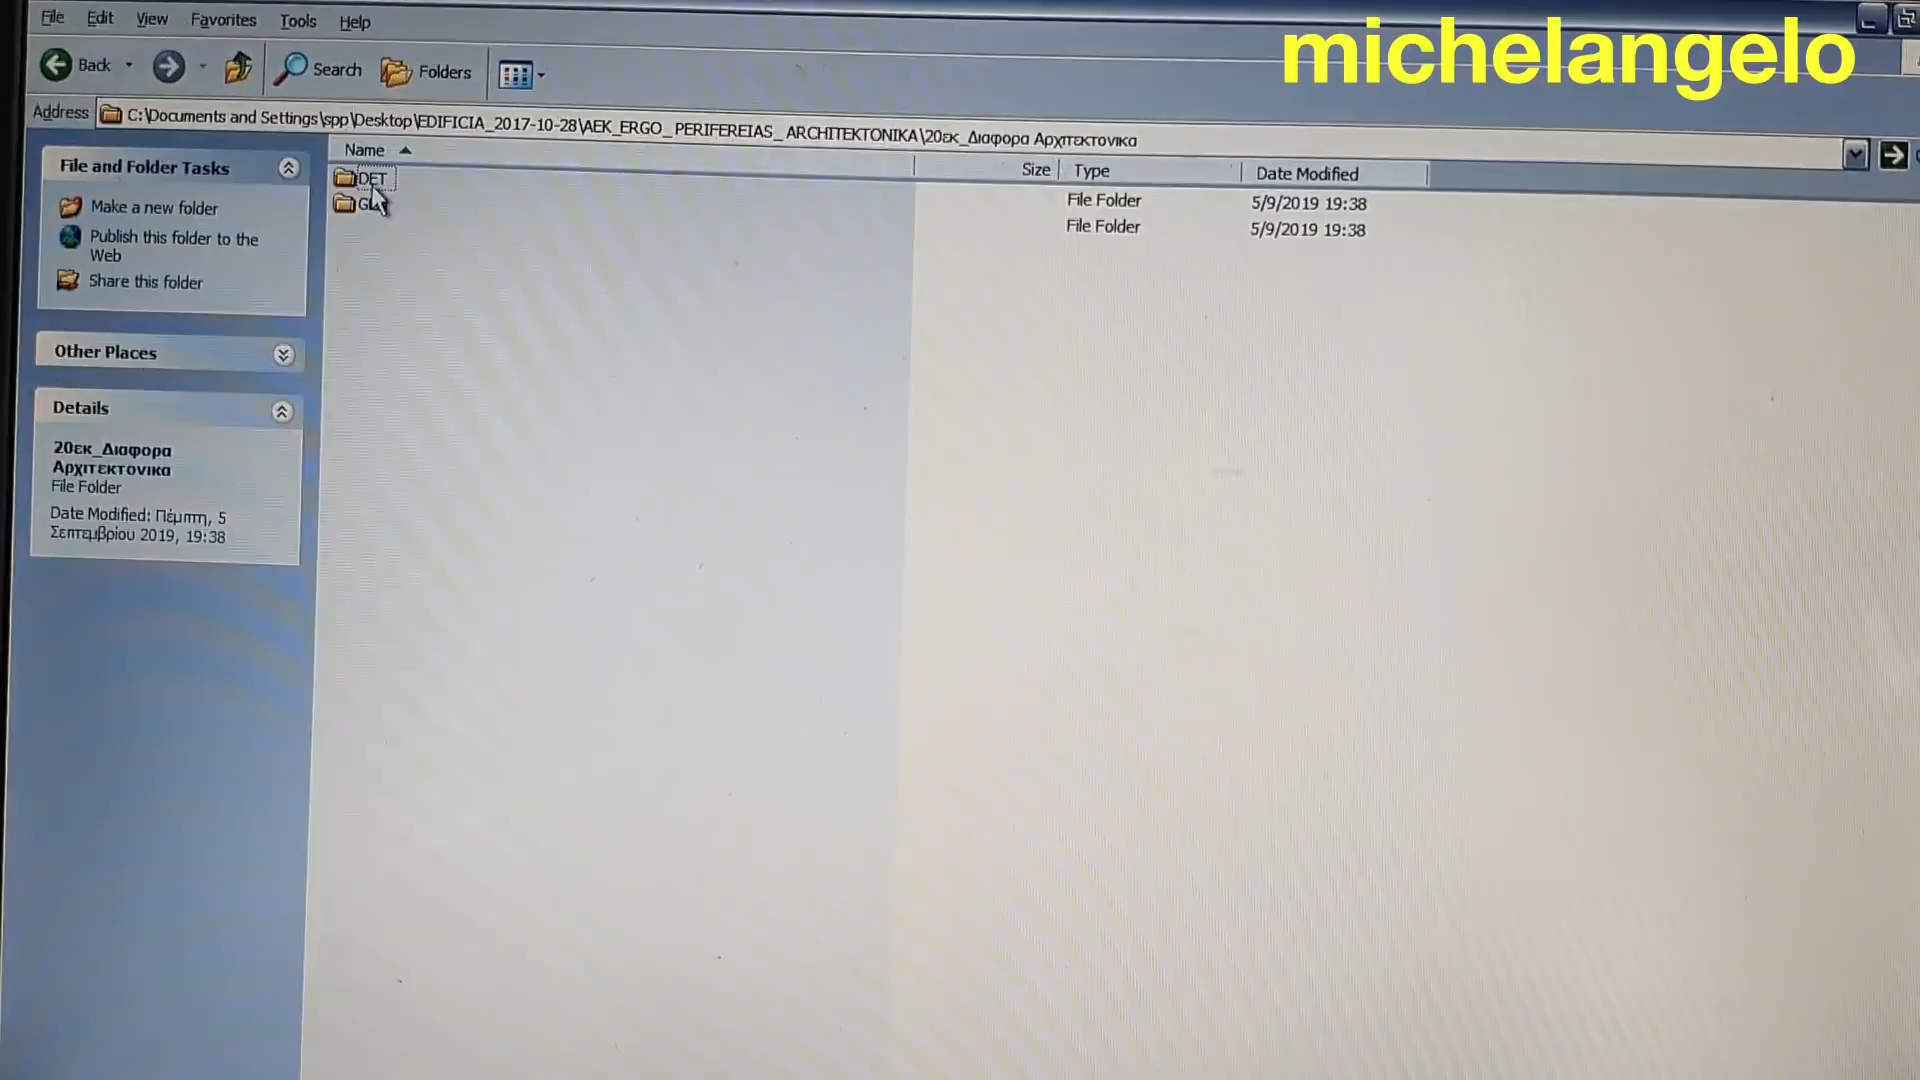 File Edit View Favorites Tools Help
michelangelo
Back Search Folders
Address C:\Documents and Settings\spp\Desktop\EDIFICIA_2017-10-28\AEK_ERGO_ PERIFEREIAS_ ARCHITEKTONIKA\20εκ_Διαφορα Αρχιτεκτονικα
Name Size Type Date Modified
DET File Folder 5/9/2019 19:38
File Folder 5/9/2019 19:38
File and Folder Tasks
Make a new folder
Publish this folder to the
Web
Share this folder
Other Places
Details
20εκ_Διαφορα
Αρχιτεκτονικα
File Folder
Date Modified: Πέμπτη, 5
Σεπτεμβρίου 2019, 19:38